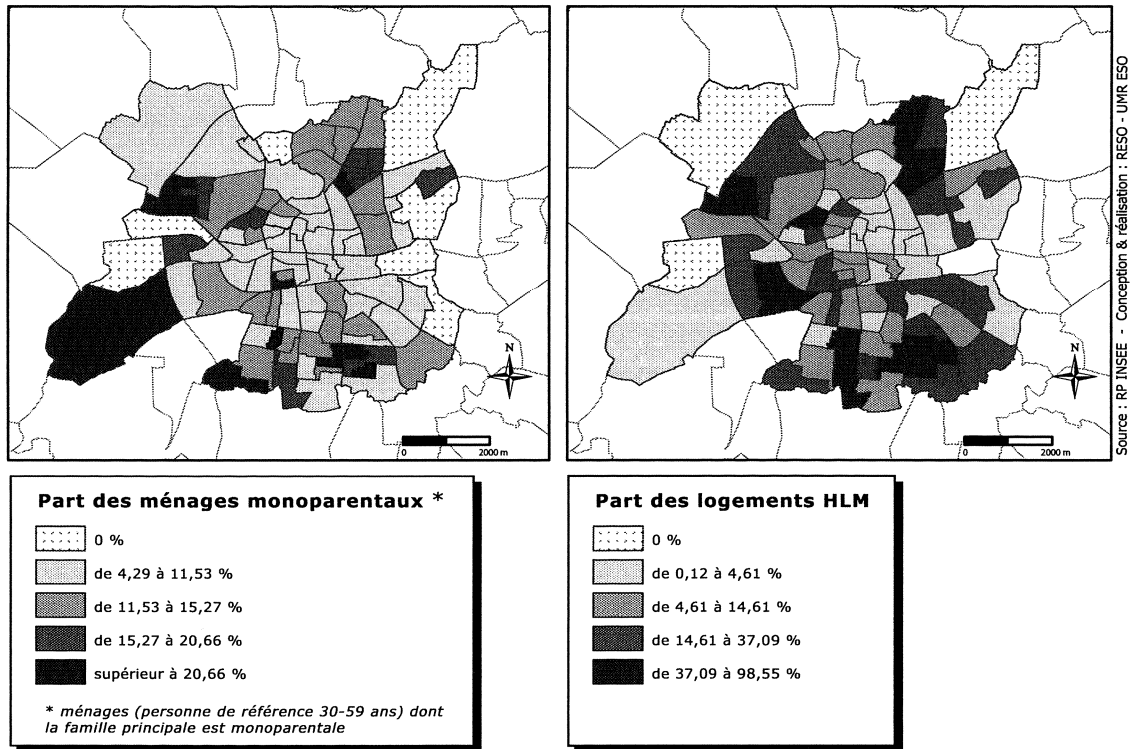 N
0
2000 m
N
0
2000 m
Source : RP INSEE - Conception & réalisation : RESO - UMR ESO
Part des ménages monoparentaux *
0 %
de 4,29 à 11,53 %
de 11,53 à 15,27 %
de 15,27 à 20,66 %
supérieur à 20,66 %
* ménages (personne de référence 30-59 ans) dont
la famille principale est monoparentale
Part des logements HLM
0 %
de 0,12 à 4,61 %
de 4,61 à 14,61 %
de 14,61 à 37,09 %
de 37,09 à 98,55 %